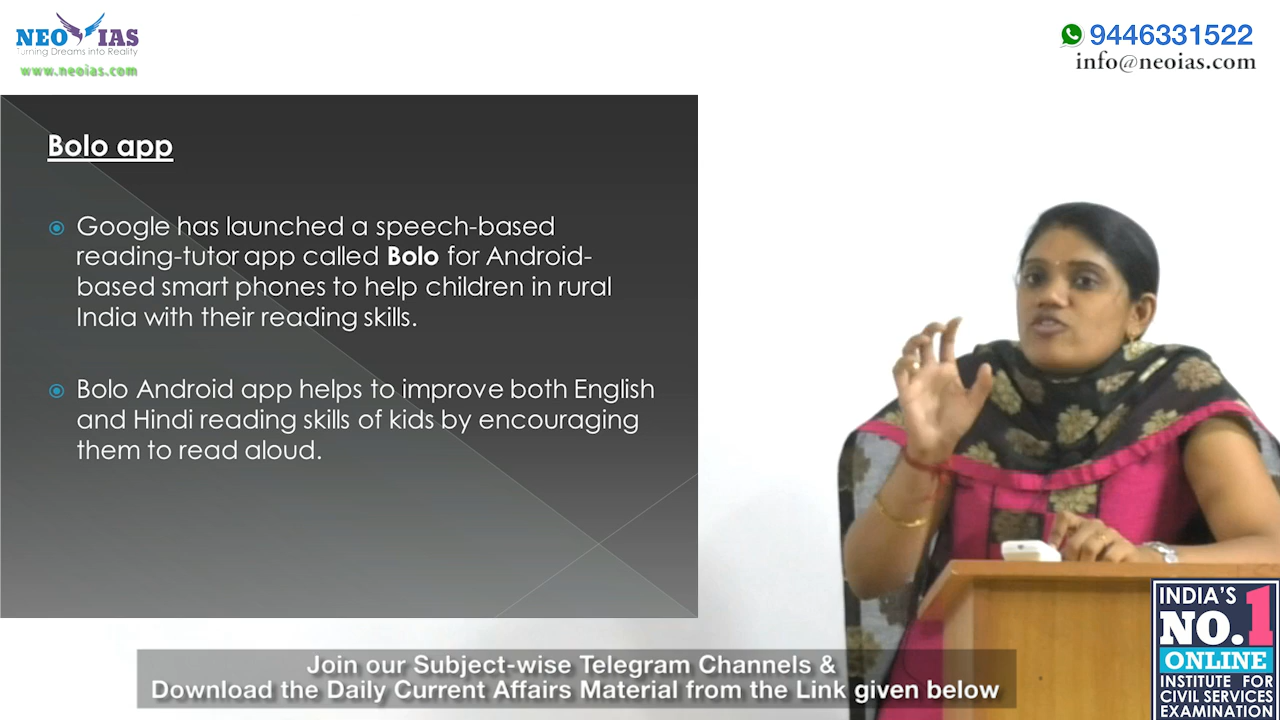 NEO IAS
Turning Dreams into Reality
www.neoias.com
9446331522
info@neoias.com
Bolo app
Google has launched a speech-based
reading-tutor app called Bolo for Android-
based smart phones to help children in rural
India with their reading skills.
Bolo Android app helps to improve both English
and Hindi reading skills of kids by encouraging
them to read aloud.
INDIA'S
NO.1
ONLINE
INSTITUTE FOR
CIVIL SERVICES
EXAMINATION
Join our Subject-wise Telegram Channels &
Download the Daily Current Affairs Material from the Link given below